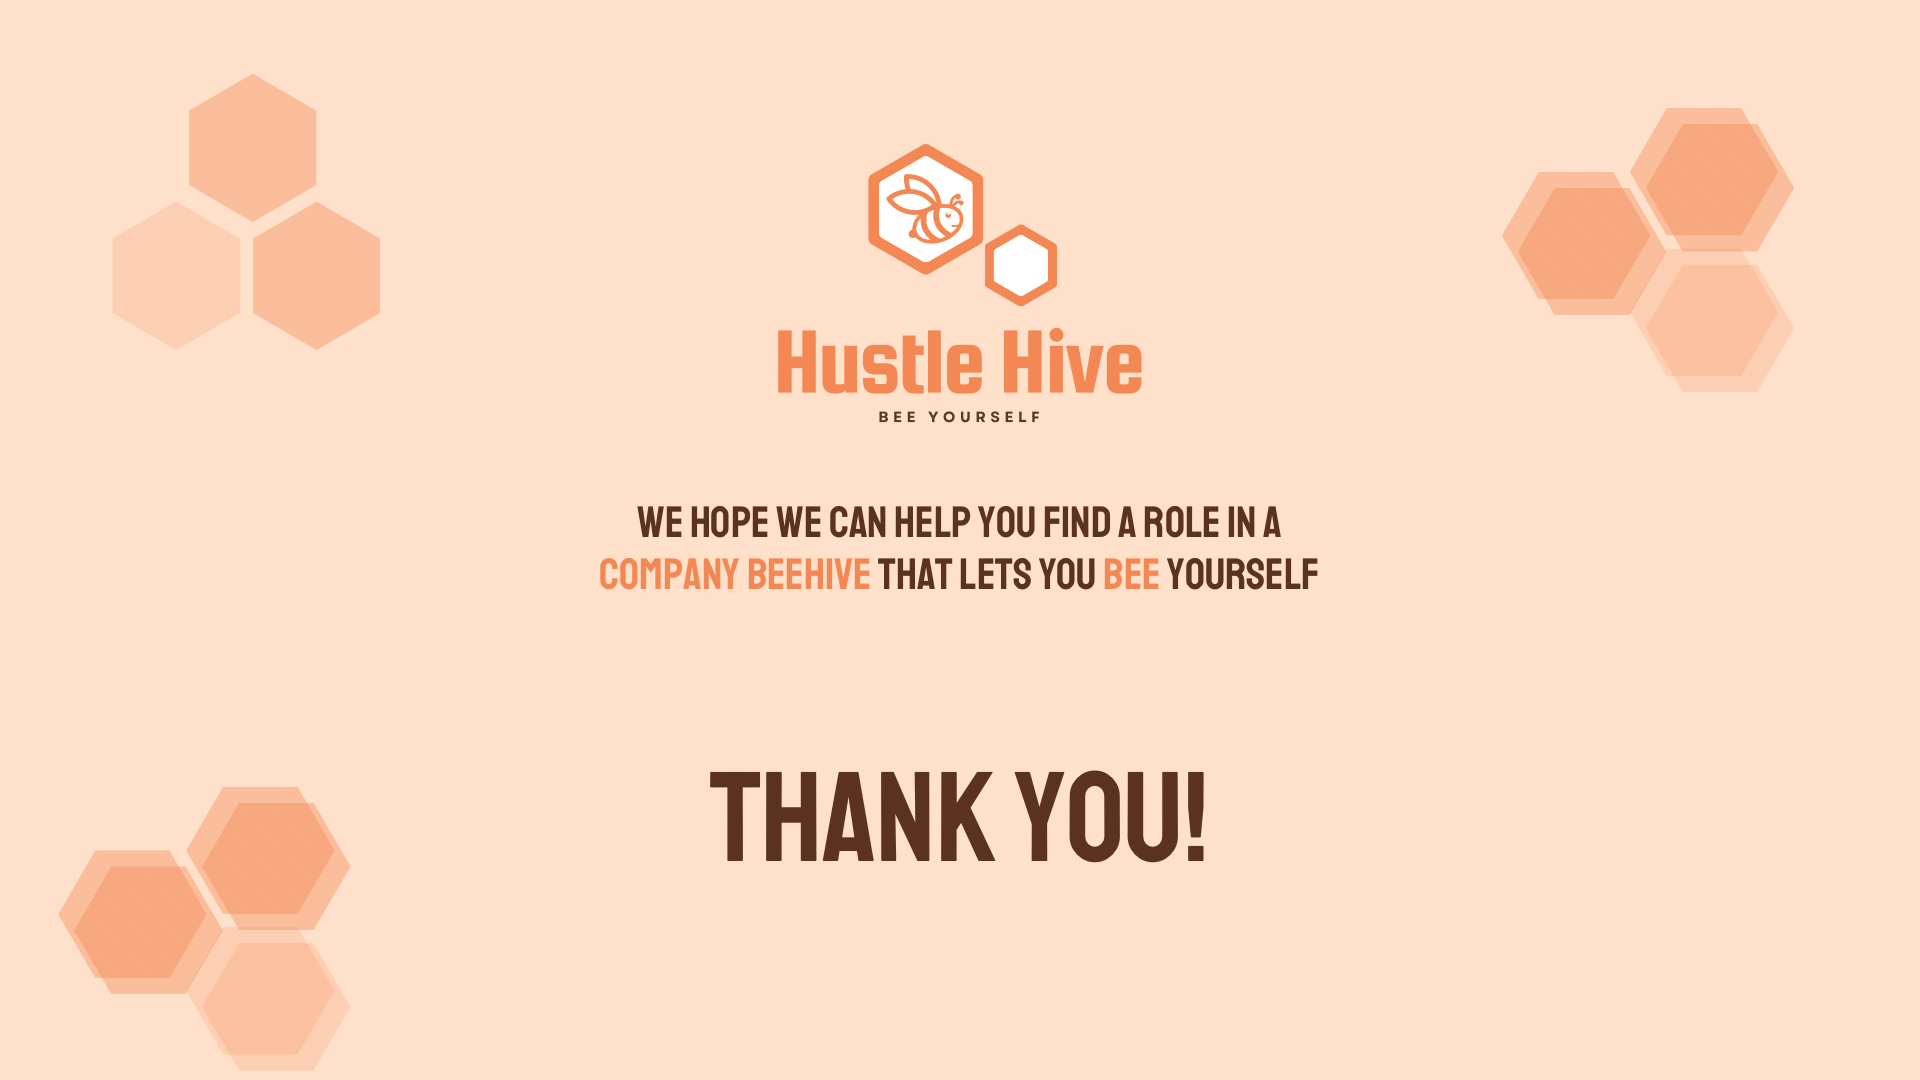 Hustle Hive
BEE YOURSELF
WE HOPE WE CAN HELP YOU FIND A ROLE IN A
COMPANY BEEHIVE THAT LETS YOU BEE YOURSELF
THANK YOU!